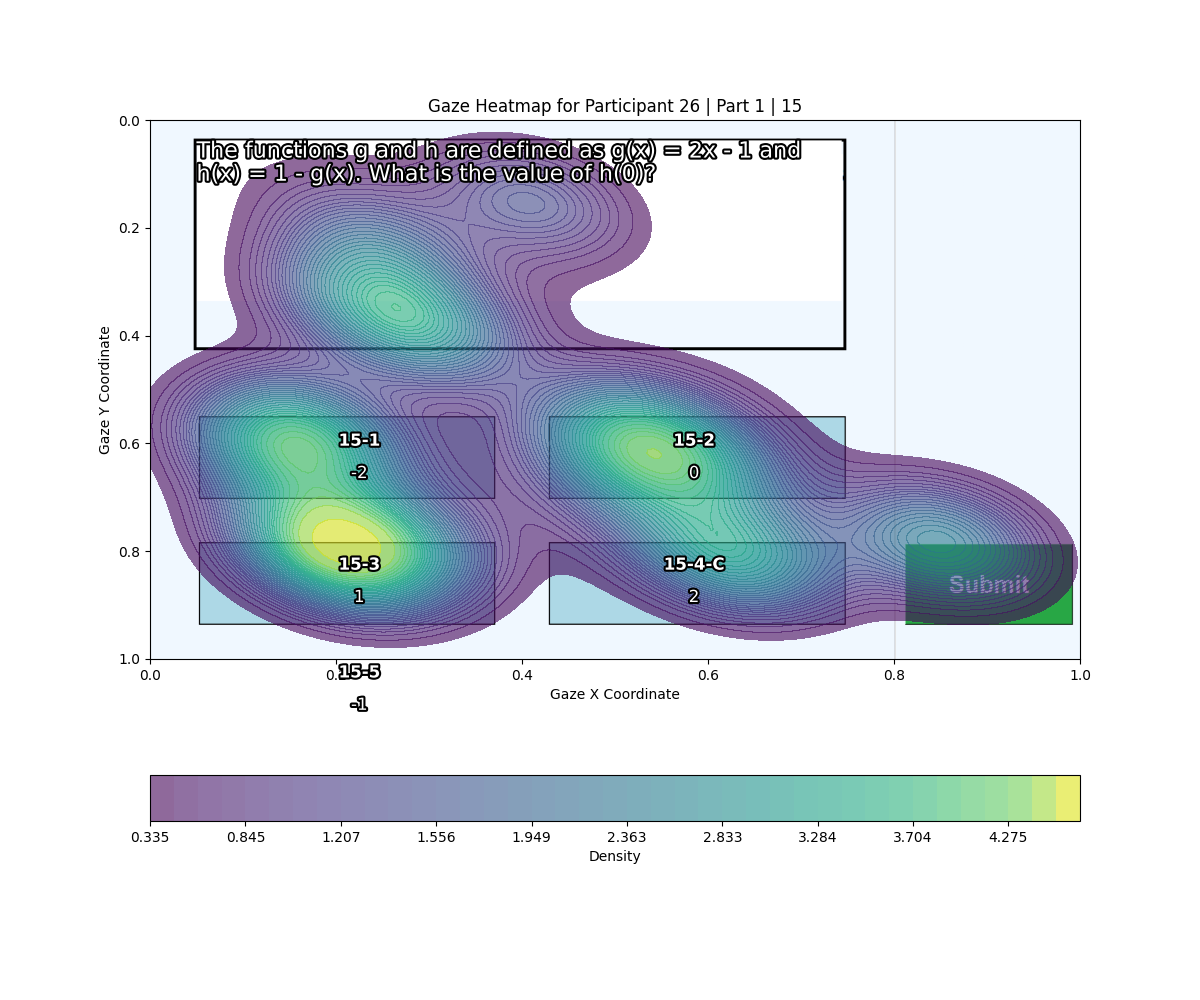 Gaze Heatmap for Participant 26 | Part 1 | 15
0.0
The functions g and h are defined as g(x) = 2x - 1 and
h(x) = 1 - g(x). What is the value of h(0)?
0.2
0.4
Gaze Y Coordinate
0.6
15-1
-2
15-2
0
0.8
15-3
1
15-4-C
2
Submit
1.0
0.0 0.4 0.6 0.8 1.0
15-5
-1
Gaze X Coordinate
0.335 0.845 1.207 1.556 1.949 2.363 2.833 3.284 3.704 4.275
Density